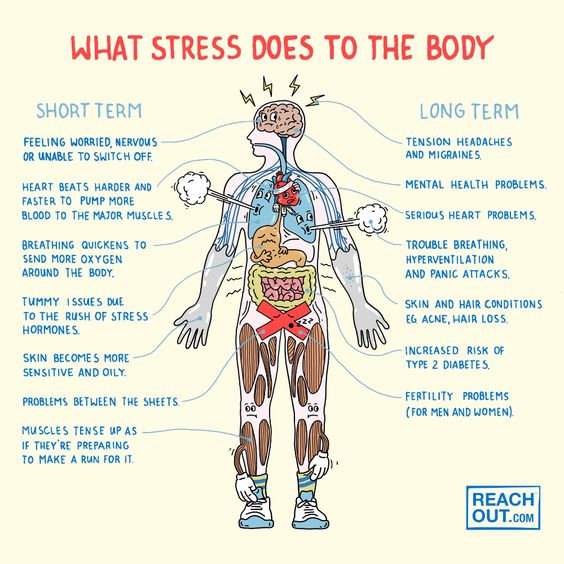 WHAT STRESS DOES TO THE BODY
SHORT TERM
FEELING WORRIED, NERVOUS
OR UNABLE TO SWITCH OFF.
HEART BEATS HARDER AND
FASTER TO PUMP MORE
BLOOD TO THE MAJOR MUSCLES.
BREATHING QUICKENS TO
SEND MORE OXYGEN
AROUND THE BODY.
TUMMY ISSUES DUE
TO THE RUSH OF STRESS
HORMONES.
SKIN BECOMES MORE
SENSITIVE AND OILY.
PROBLEMS BETWEEN THE SHEETS.
MUSCLES TENSE UP AS
IF THEY'RE PREPARING
TO MAKE A RUN FOR IT.
LONG TERM
TENSION HEADACHES
AND MIGRAINES.
MENTAL HEALTH PROBLEMS.
SERIOUS HEART PROBLEMS.
TROUBLE BREATHING,
HYPERVENTILATION
AND PANIC ATTACKS.
SKIN AND HAIR CONDITIONS
EG. ACNE, HAIR LOSS.
INCREASED RISK OF
TYPE 2 DIABETES.
FERTILITY PROBLEMS
(FOR MEN AND WOMEN).
zzZ
REACH
OUT.COM